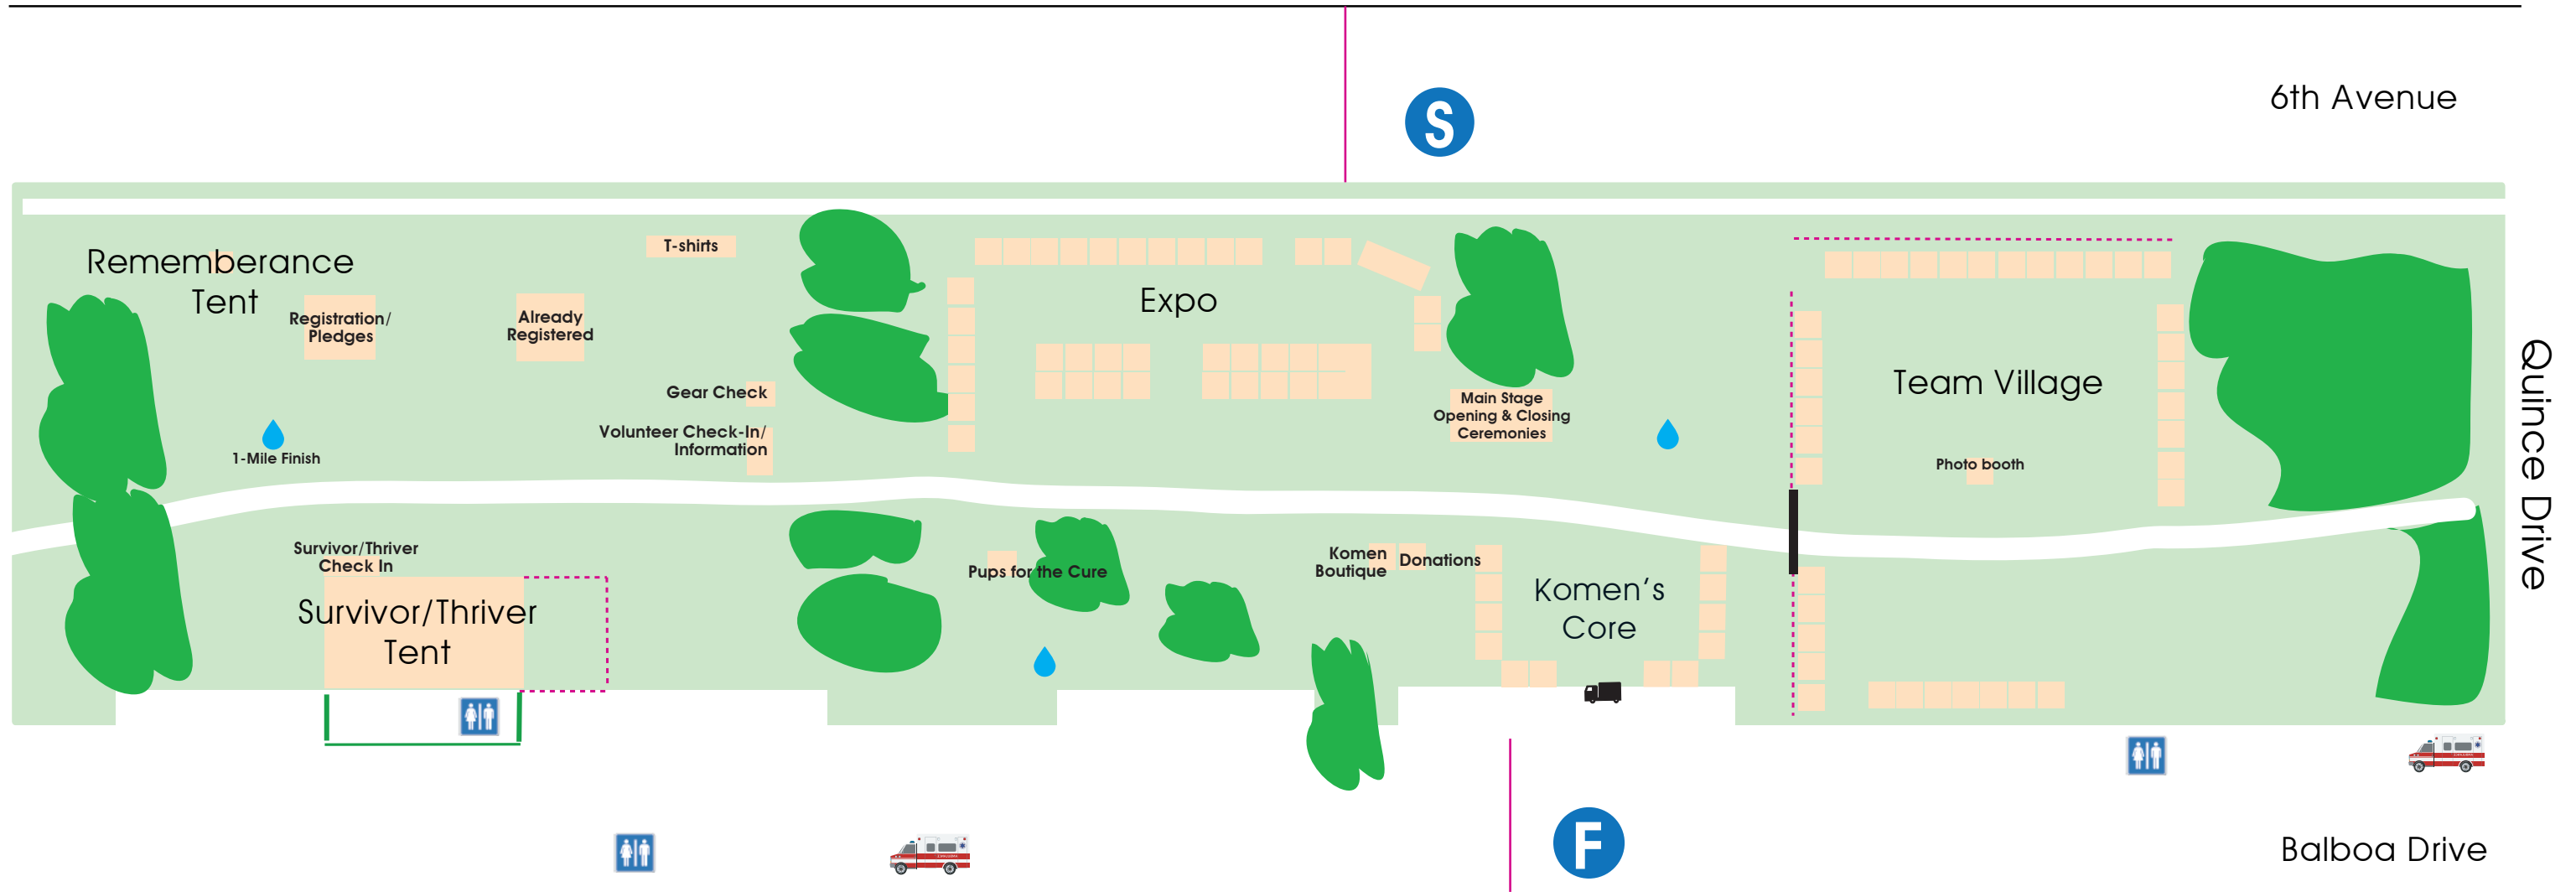 6th Avenue
S
Rememberance
Tent
T-shirts
Registration/
Pledges
Already
Registered
Expo
Gear Check
Volunteer Check-In/
Information
1-Mile Finish
Main Stage
Opening & Closing
Ceremonies
Team Village
Photo booth
Quince Drive
Survivor/Thriver
Check In
Survivor/Thriver
Tent
Pups for the Cure
Komen
Boutique
Donations
Komen's
Core
F
Balboa Drive